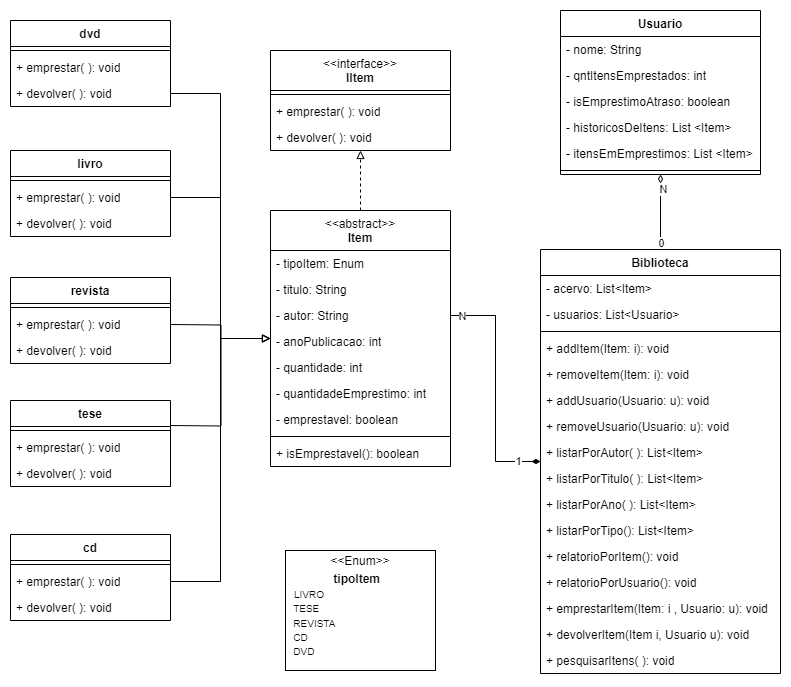 dvd
+ emprestar( ): void
+ devolver( ): void
livro
+ emprestar( ): void
+ devolver( ): void
revista
+ emprestar( ): void
+ devolver( ): void
tese
+ emprestar( ): void
+ devolver( ): void
cd
+ emprestar( ): void
+ devolver( ): void
<<interface>>
IItem
+ emprestar( ): void
+ devolver( ): void
<<abstract>>
Item
- tipoItem: Enum
- titulo: String
- autor: String
- anoPublicacao: int
- quantidade: int
- quantidadeEmprestimo: int
- emprestavel: boolean
+ isEmprestavel(): boolean
<<Enum>>
tipoItem
LIVRO
TESE
REVISTA
CD
DVD
Usuario
- nome: String
- qntItensEmprestados: int
- isEmprestimoAtraso: boolean
- historicosDeItens: List <Item>
- itensEmEmprestimos: List <Item>
N
0
N
1
Biblioteca
- acervo: List<Item>
- usuarios: List<Usuario>
+ addItem(Item: i): void
+ removeItem(Item: i): void
+ addUsuario(Usuario: u): void
+ removeUsuario(Usuario: u): void
+ listarPorAutor( ): List<Item>
+ listarPorTitulo( ): List<Item>
+ listarPorAno( ): List<Item>
+ listarPorTipo(): List<Item>
+ relatorioPorItem(): void
+ relatorioPorUsuario(): void
+ emprestarItem(Item: i , Usuario: u): void
+ devolverItem(Item i, Usuario u): void
+ pesquisarItens( ): void